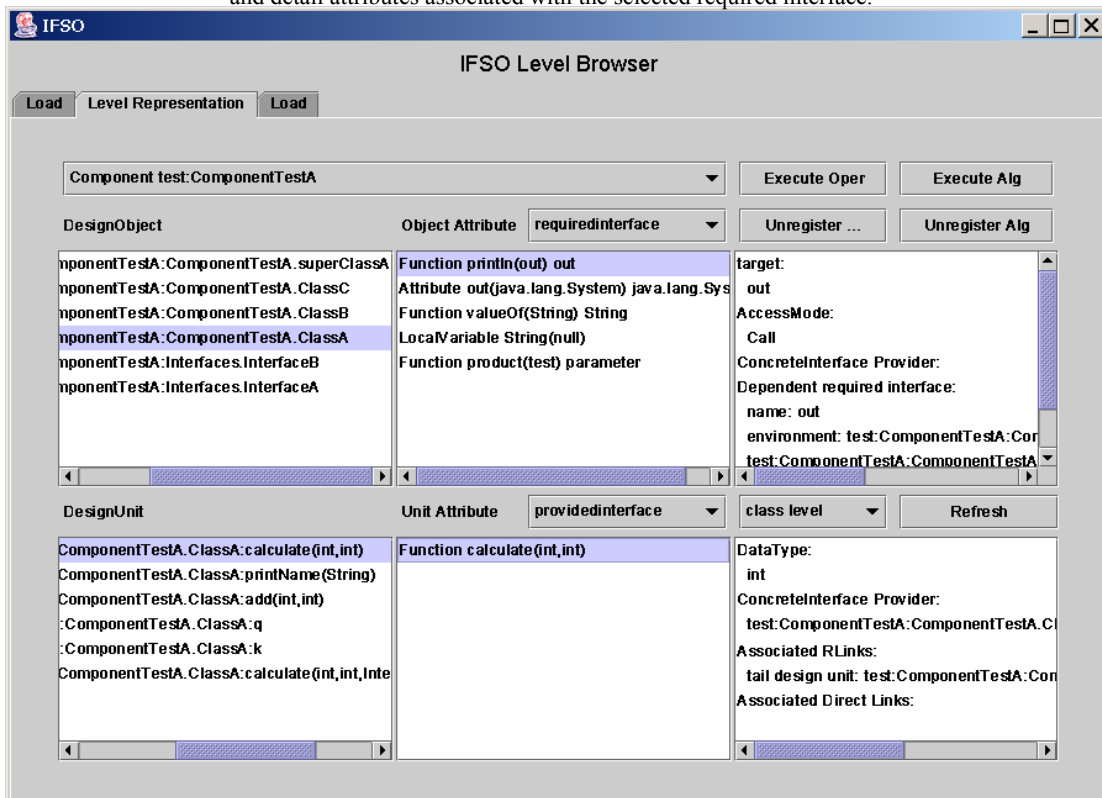 and detail attributes associated with the selected required interface.
IFSO
IFSO Level Browser
Load Level Representation Load
Component test:ComponentTestA Execute Oper Execute Alg
DesignObject Object Attribute requiredinterface Unregister ... Unregister Alg
mponentTestA:ComponentTestA.superClassA
mponentTestA:ComponentTestA.ClassC
mponentTestA:ComponentTestA.ClassB
mponentTestA:ComponentTestA.ClassA
mponentTestA:Interfaces.InterfaceB
mponentTestA:Interfaces.InterfaceA
Function println(out) out
Attribute out(java.lang.System) java.lang.Sys
Function valueOf(String) String
LocalVariable String(null)
Function product(test) parameter
target:
out
AccessMode:
Call
ConcreteInterface Provider:
Dependent required interface:
name: out
environment: test:ComponentTestA:Cor
test:ComponentTestA:ComponentTestA
DesignUnit Unit Attribute providedinterface class level Refresh
ComponentTestA.ClassA:calculate(int,int)
ComponentTestA.ClassA:printName(String)
ComponentTestA.ClassA:add(int,int)
:ComponentTestA.ClassA:q
:ComponentTestA.ClassA:k
ComponentTestA.ClassA:calculate(int,int,Inte
Function calculate(int,int)
DataType:
int
ConcreteInterface Provider:
test:ComponentTestA:ComponentTestA.Cl
Associated RLinks:
tail design unit: test:ComponentTestA:Con
Associated Direct Links: